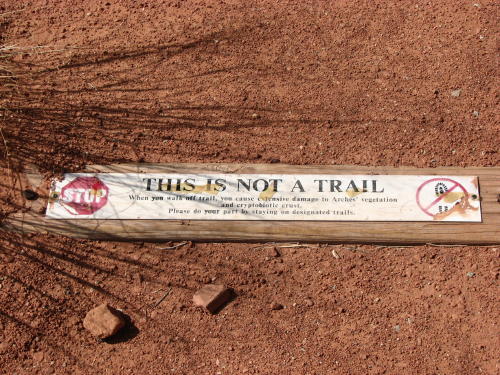 STOP
THIS IS NOT A TRAIL
When you walk off trail, you cause extensive damage to Arches' vegetation
and cryptobiotic crust.
Please do your part by staying on designated trails.